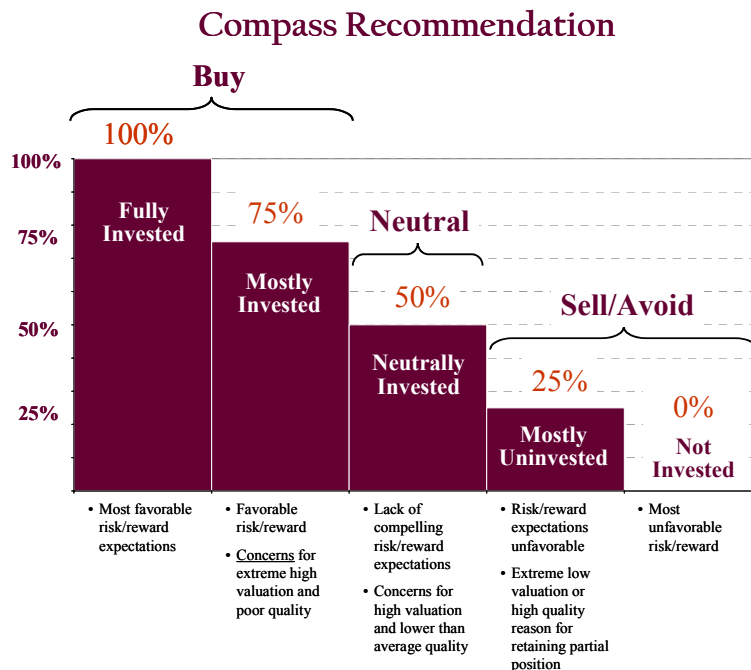 Compass Recommendation
Buy
100%
100%
75%
50%
25%
Fully
Invested
75%
Mostly
Invested
Neutral
50%
Neutrally
Invested
Sell/Avoid
25%
Mostly
Uninvested
0%
Not
Invested
• Most favorable
risk/reward
expectations
• Favorable
risk/reward
• Concerns for
extreme high
valuation and
poor quality
• Lack of
compelling
risk/reward
expectations
• Concerns for
high valuation
and lower than
average quality
• Risk/reward
expectations
unfavorable
• Extreme low
valuation or
high quality
reason for
retaining partial
position
• Most
unfavorable
risk/reward